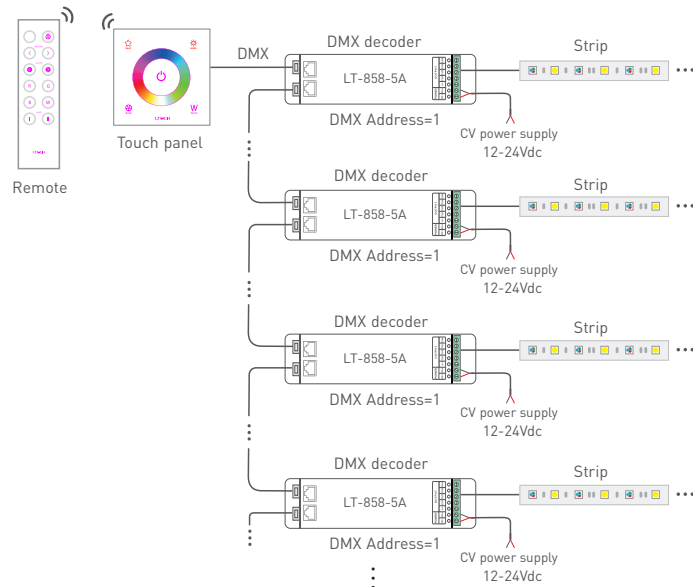 DMX decoder
DMX
LT-858-5A
Strip
DMX Address=1
CV power supply
12-24Vdc
W
LTECH
Touch panel
R
G
B
W
LTECH
Remote
DMX decoder
LT-858-5A
Strip
DMX Address=1
CV power supply
12-24Vdc
DMX decoder
LT-858-5A
Strip
DMX Address=1
CV power supply
12-24Vdc
DMX decoder
LT-858-5A
Strip
DMX Address=1
CV power supply
12-24Vdc